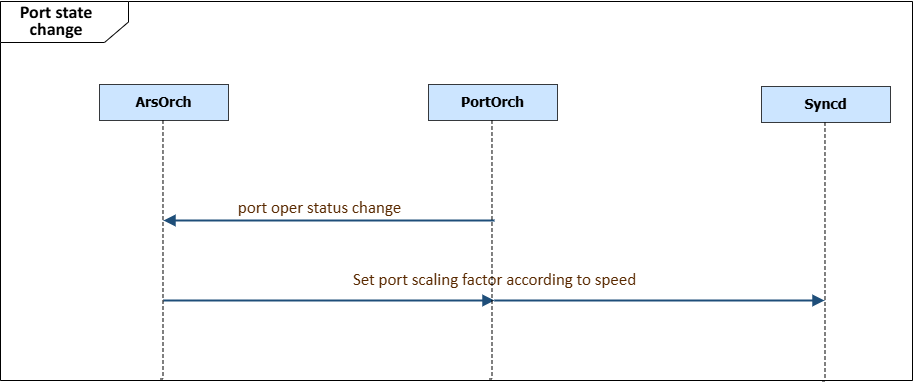 Port state
change
ArsOrch
PortOrch
Syncd
port oper status change
Set port scaling factor according to speed